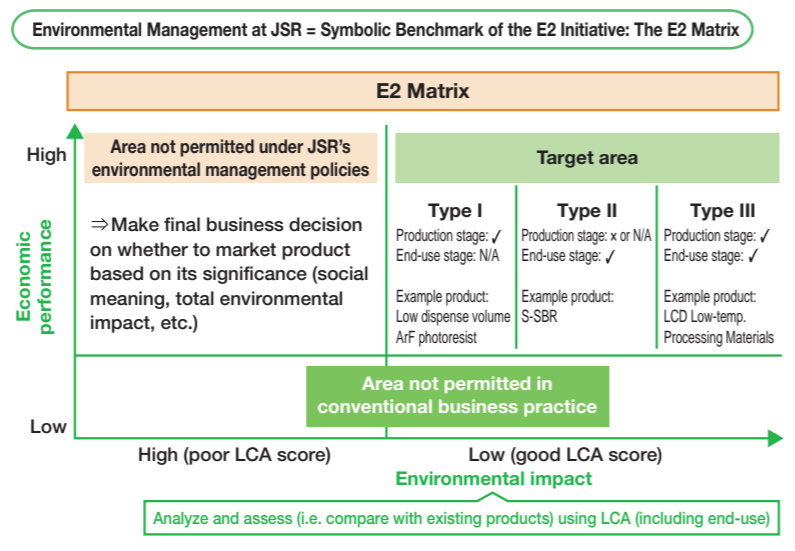 Environmental Management at JSR = Symbolic Benchmark of the E2 Initiative: The E2 Matrix
E2 Matrix
High
Area not permitted under JSR's
environmental management policies
⇒Make final business decision
on whether to market product
based on its significance (social
meaning, total environmental
impact, etc.)
Target area
Type I
Production stage: ✓
End-use stage: N/A
Example product:
Low dispense volume
ArF photoresist
Type II
Production stage: x or N/A
End-use stage: ✓
Example product:
S-SBR
Type III
Production stage: ✓
End-use stage: ✓
Example product:
LCD Low-temp.
Processing Materials
Economic
performance
Area not permitted in
conventional business practice
Low
High (poor LCA score)
Low (good LCA score)
Environmental impact
Analyze and assess (i.e. compare with existing products) using LCA (including end-use)